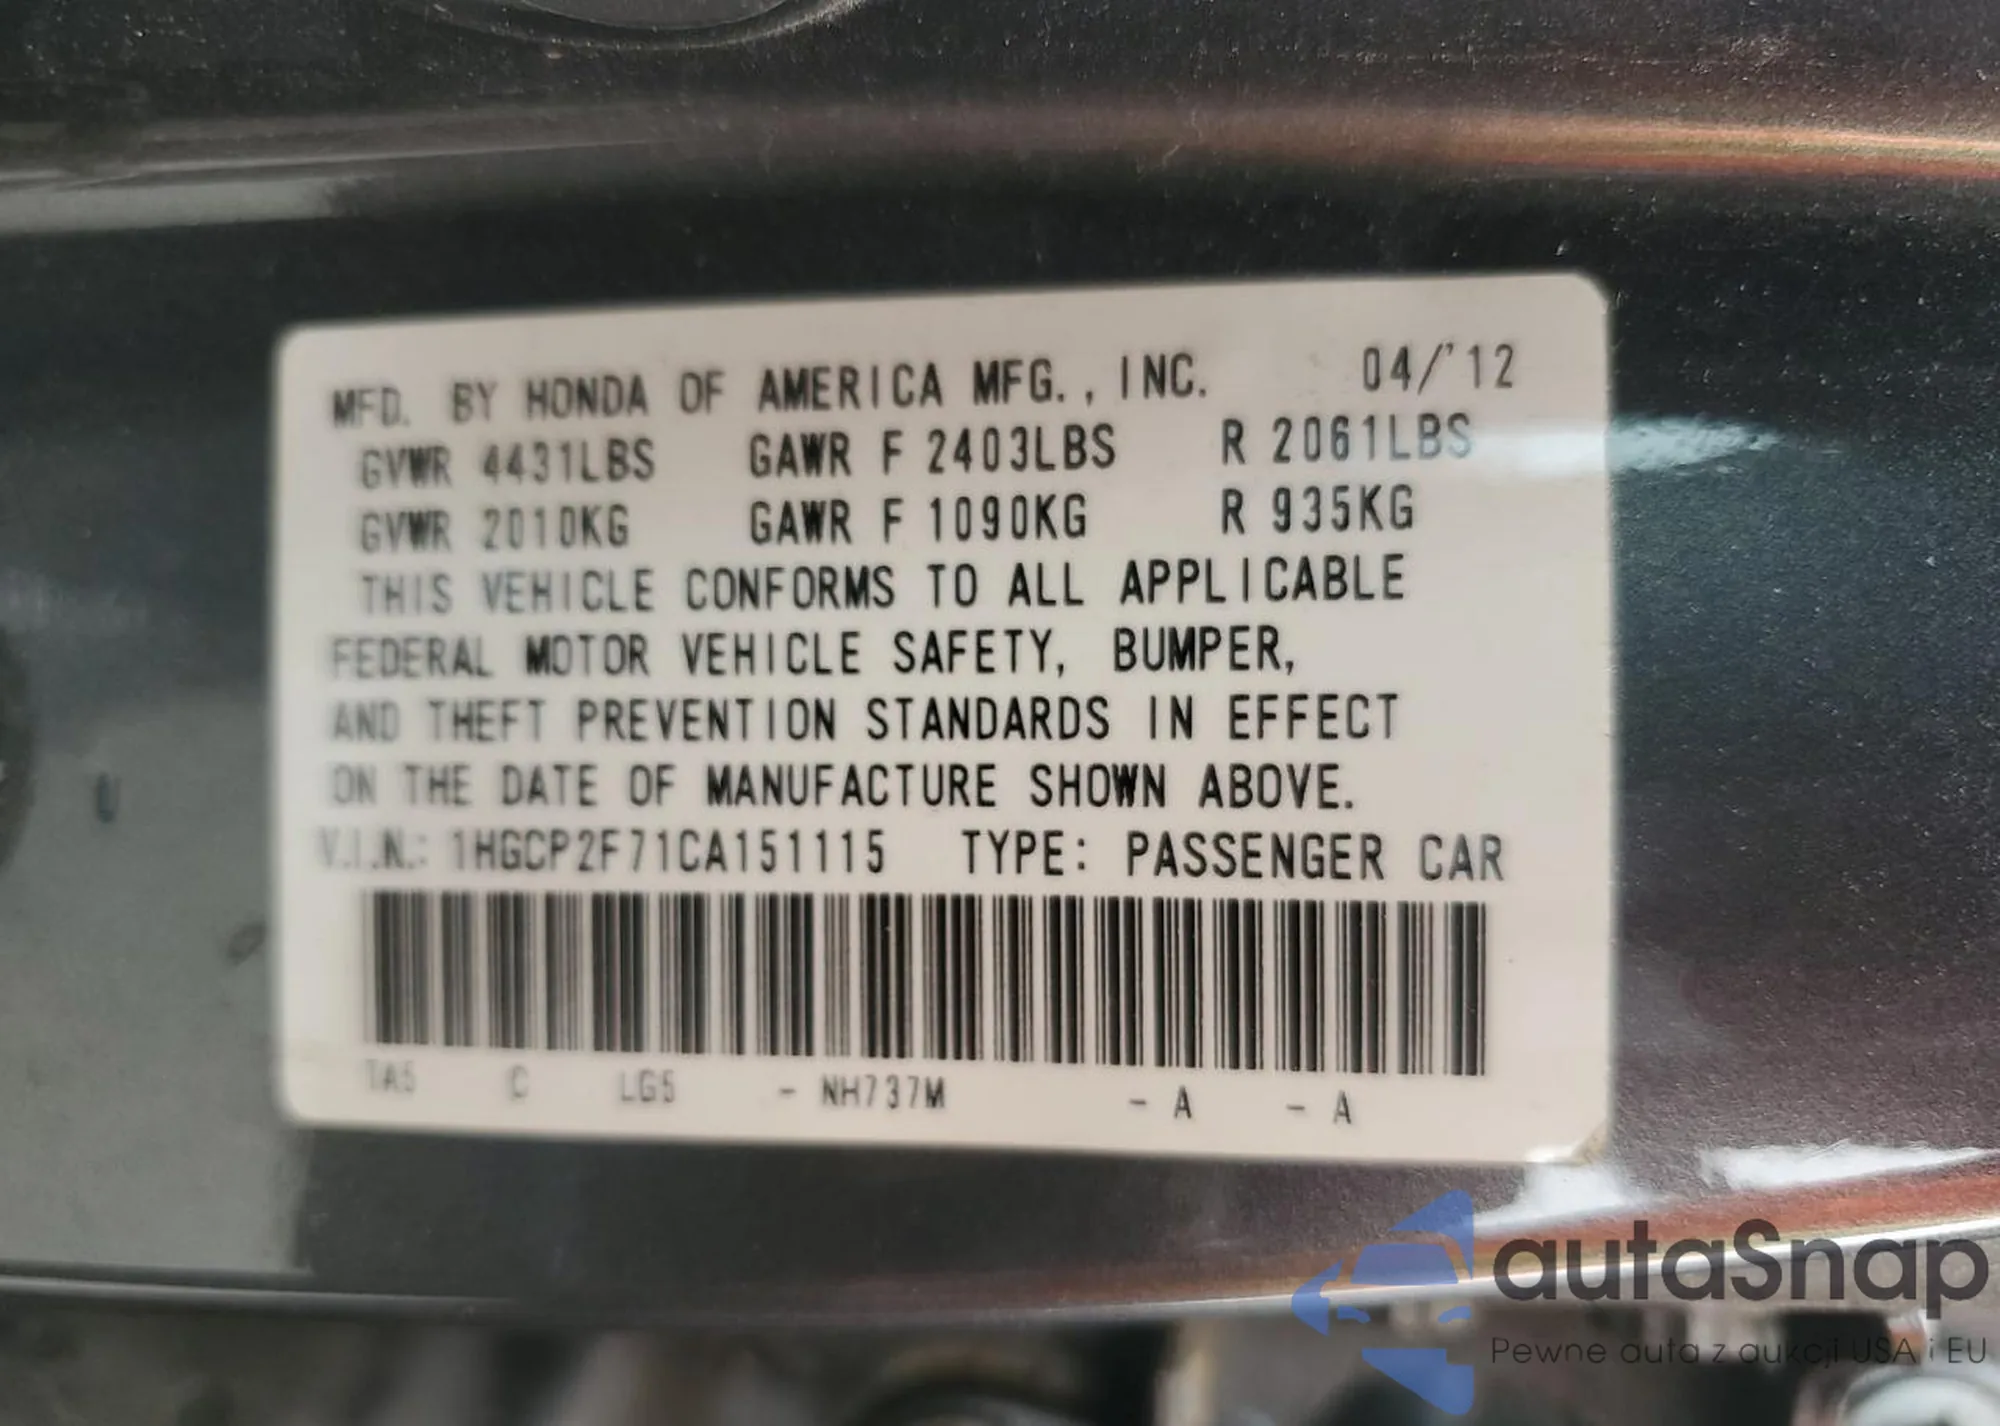 MFD. BY HONDA OF AMERICA MFG., INC. 04/'12
GVWR 4431LBS GAWR F 2403LBS R 2061LBS
GVWR 2010KG GAWR F 1090KG R 935KG
THIS VEHICLE CONFORMS TO ALL APPLICABLE
FEDERAL MOTOR VEHICLE SAFETY, BUMPER,
AND THEFT PREVENTION STANDARDS IN EFFECT
ON THE DATE OF MANUFACTURE SHOWN ABOVE.
V.I.N.: 1HGCP2F71CA151115 TYPE: PASSENGER CAR
TA5 C LG5 - NH737M - A - A
autaSnap
Pewne auta z aukcji USA i EU